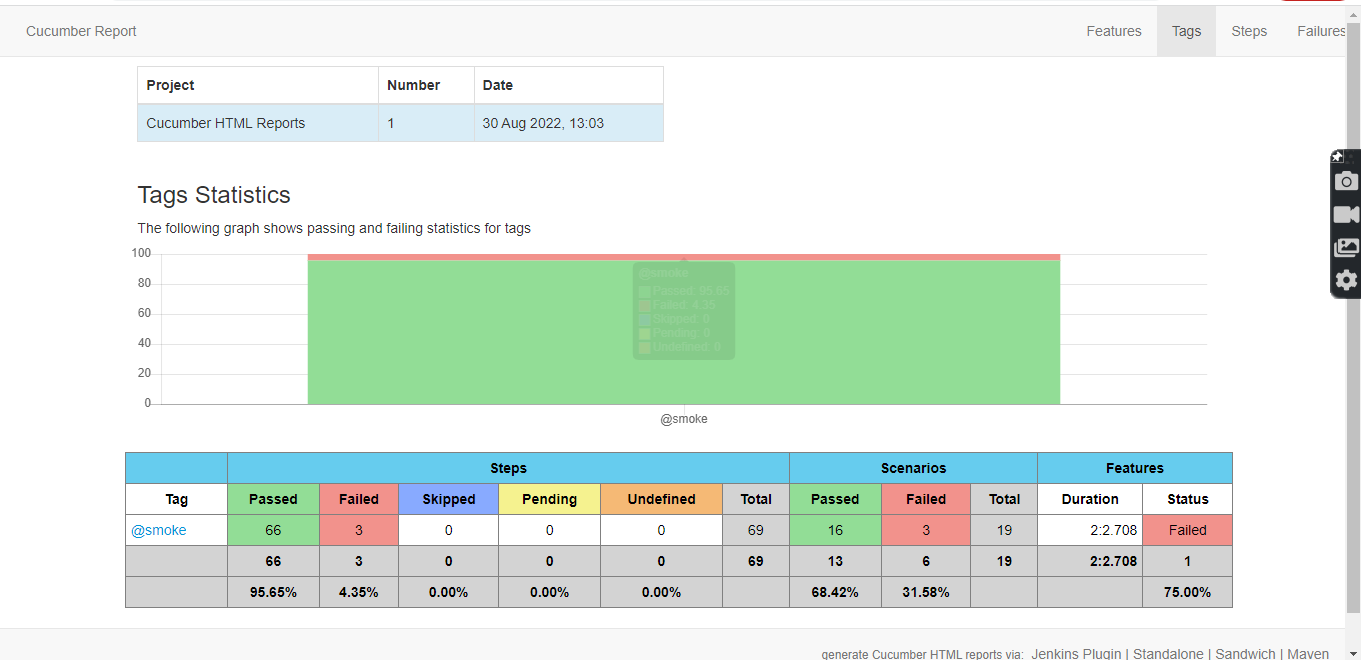 Cucumber Report Features Tags Steps Failures
Project Number Date
Cucumber HTML Reports 1 30 Aug 2022, 13:03
Tags Statistics
The following graph shows passing and failing statistics for tags
100
80
60
40
20
0
@smoke
Passed: 95.65
Failed: 4.35
Skipped: 0
Pending: 0
Undefined: 0
@smoke
Steps Scenarios Features
Tag Passed Failed Skipped Pending Undefined Total Passed Failed Total Duration Status
@smoke 66 3 0 0 0 69 16 3 19 2:2.708 Failed
66 3 0 0 0 69 13 6 19 2:2.708 1
95.65% 4.35% 0.00% 0.00% 0.00% 68.42% 31.58% 75.00%
generate Cucumber HTML reports via: Jenkins Plugin | Standalone | Sandwich | Maven